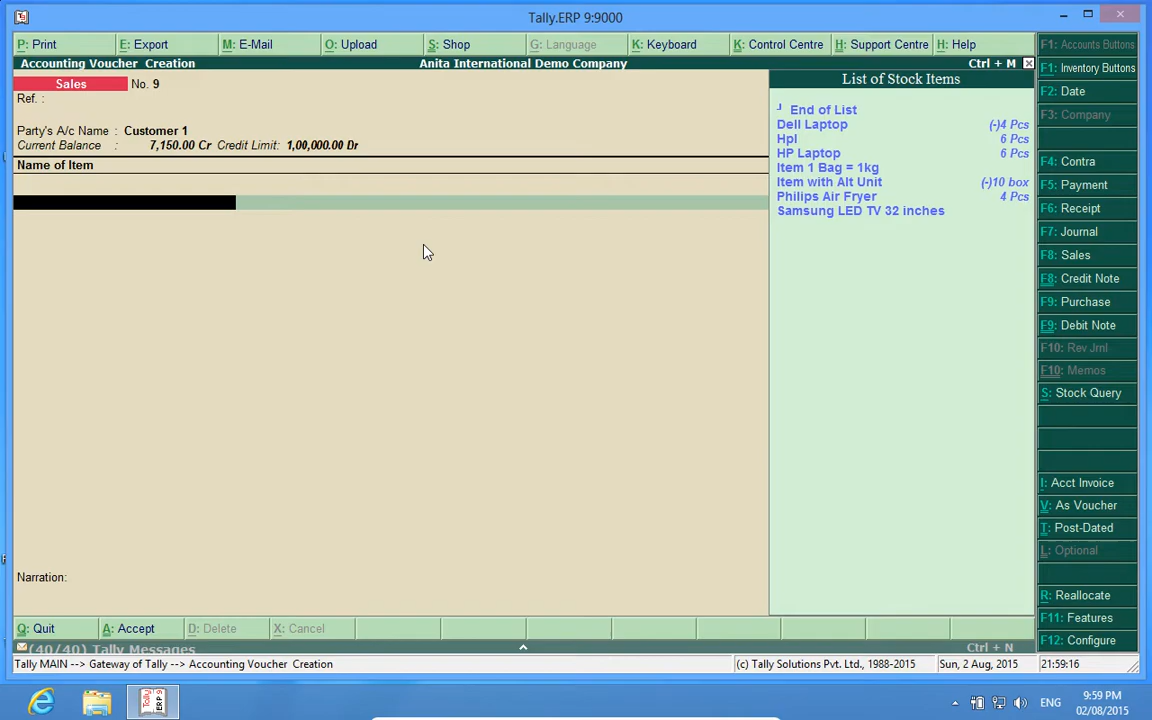 Tally.ERP 9:9000
P: Print
E: Export
M: E-Mail
O: Upload
S: Shop
G: Language
K: Keyboard
K: Control Centre
H: Support Centre
H: Help
Accounting Voucher Creation
Anita International Demo Company
Ctrl + M
Sales
No. 9
Ref. :
Party's A/c Name : Customer 1
Current Balance : 7,150.00 Cr Credit Limit: 1,00,000.00 Dr
Name of Item
Narration:
List of Stock Items
End of List
Dell Laptop (-)4 Pcs
Hpl 6 Pcs
HP Laptop 6 Pcs
Item 1 Bag = 1kg
Item with Alt Unit (-)10 box
Philips Air Fryer 4 Pcs
Samsung LED TV 32 inches
F1: Accounts Buttons
F1: Inventory Buttons
F2: Date
F3: Company
F4: Contra
F5: Payment
F6: Receipt
F7: Journal
F8: Sales
F8: Credit Note
F9: Purchase
F9: Debit Note
F10: Rev Jrnl
F10: Memos
S: Stock Query
I: Acct Invoice
V: As Voucher
T: Post-Dated
L: Optional
R: Reallocate
F11: Features
F12: Configure
Q: Quit
A: Accept
D: Delete
X: Cancel
(40/40) Tally Messages
Ctrl + N
Tally MAIN --> Gateway of Tally --> Accounting Voucher Creation
(c) Tally Solutions Pvt. Ltd., 1988-2015
Sun, 2 Aug, 2015
21:59:16
Tally ERP 9
ENG
9:59 PM
02/08/2015